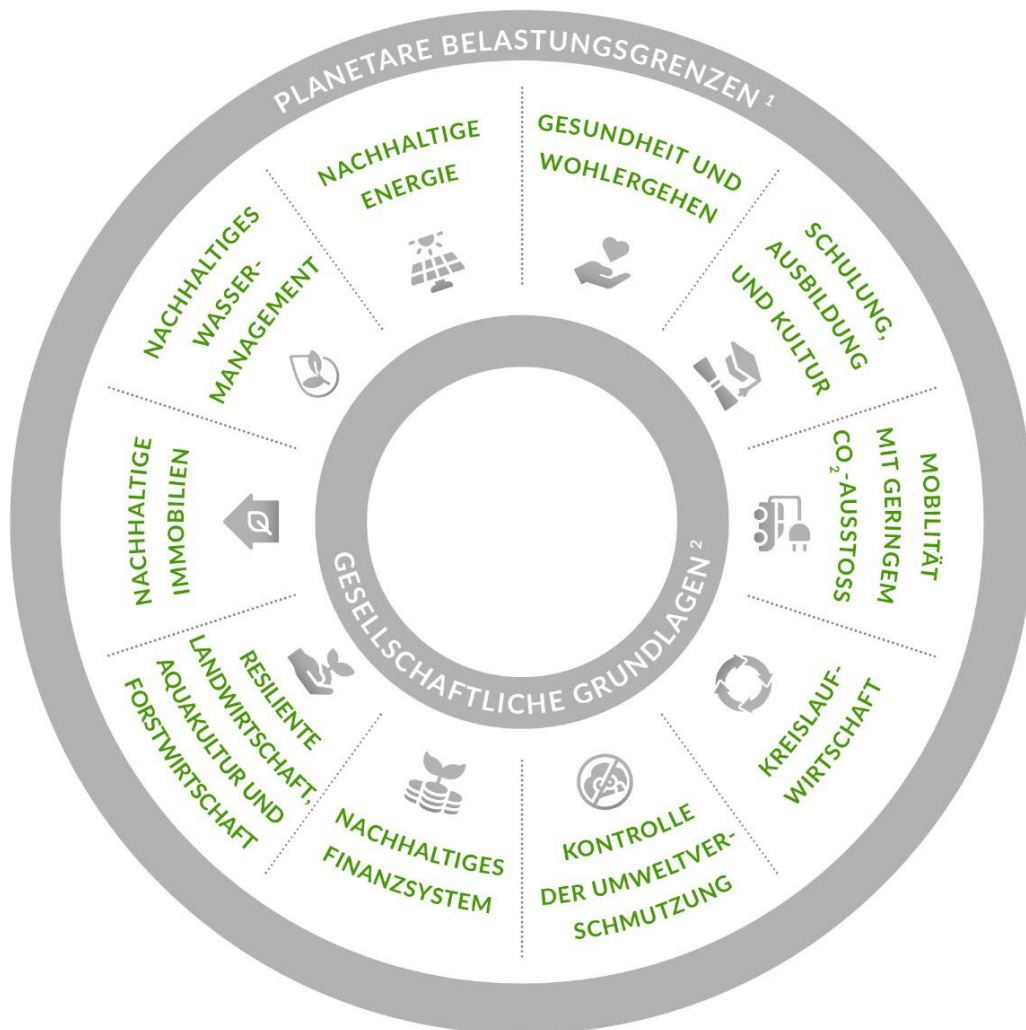 PLANETARE BELASTUNGSGRENZEN 1
GESUNDHEIT UND
WOHLERGEHEN
SCHULUNG,
AUSBILDUNG
UND KULTUR
MOBILITÄT
MIT GERINGEM
CO₂-AUSSTOSS
KREISLAUF-
WIRTSCHAFT
KONTROLLE
DER UMWELTVER-
SCHMUTZUNG
NACHHALTIGES
FINANZSYSTEM
RESILIENTE
LANDWIRTSCHAFT,
AQUAKULTUR UND
FORSTWIRTSCHAFT
NACHHALTIGE
IMMOBILIEN
NACHHALTIGES
WASSER-
MANAGEMENT
NACHHALTIGE
ENERGIE
GESELLSCHAFTLICHE GRUNDLAGEN 2